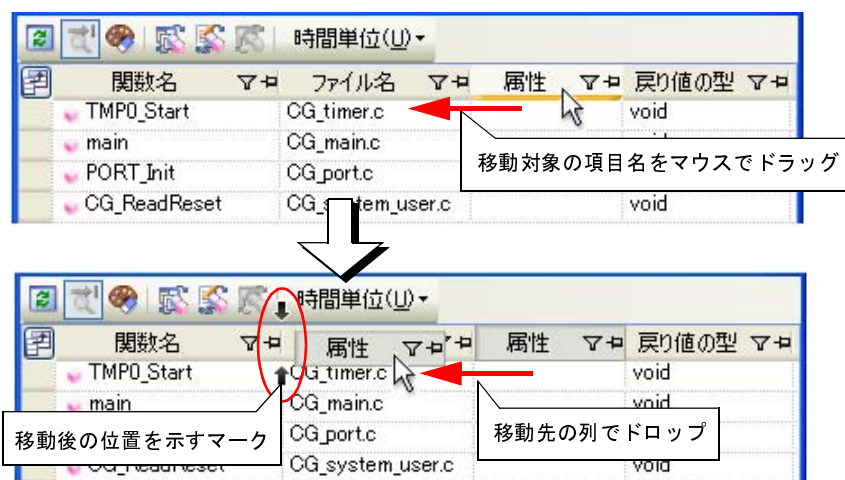 時間単位(U)
関数名 ファイル名 属性 戻り値の型
TMP0_Start CG_timer.c void
main CG_main.c
PORT_Init CG_port.c
CG_ReadReset CG_system_user.c void
移動対象の項目名をマウスでドラッグ
時間単位(U)
関数名 属性 属性 戻り値の型
TMP0_Start CG_timer.c void
main CG_main.c void
CG_port.c
CG_ReadReset CG_system_user.c void
移動後の位置を示すマーク
移動先の列でドロップ